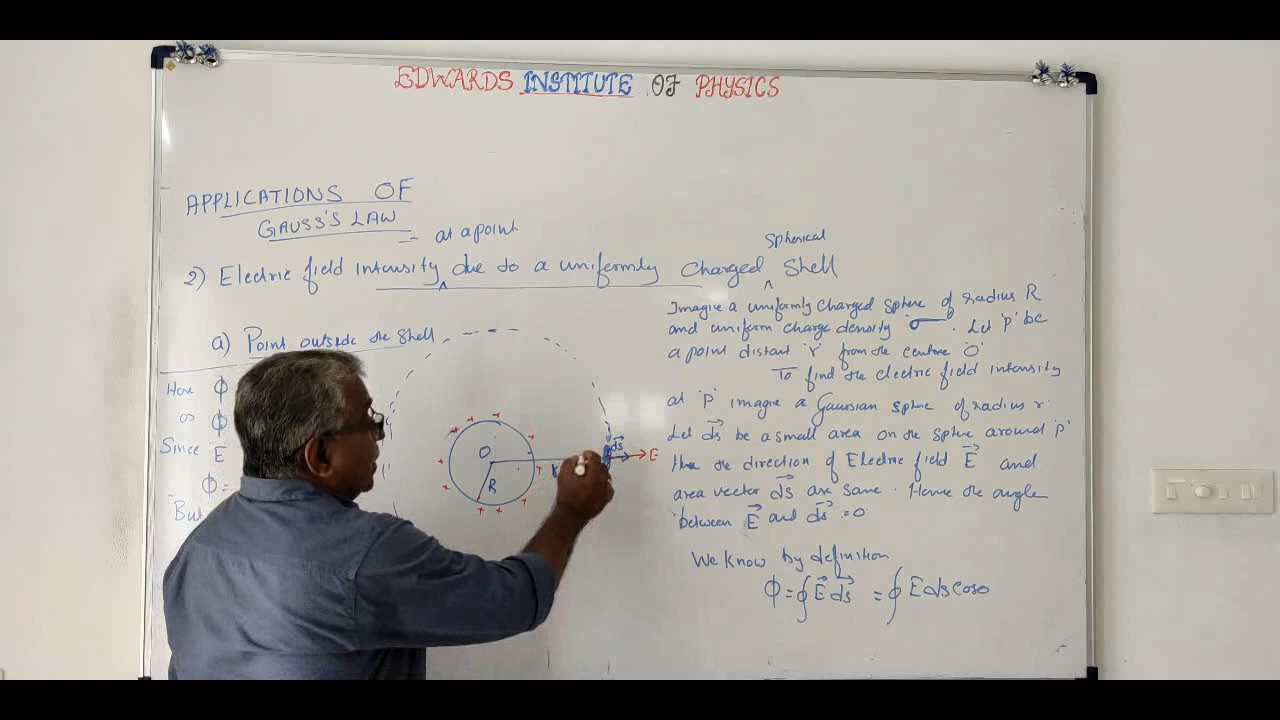 EDWARDS INSTITUTE OF PHYSICS
APPLICATIONS OF
GAUSS'S LAW
at a point
Spherical
2) Electric field intensity due to a uniformly Charged Shell
a) Point outside the Shell
Here Φ
or Φ
Since E
Φ=
But
O
R
ds
E
Imagie a uniformly charged sphere of radius R
and uniform charge density 'σ'. Let 'P' be
a point distant 'r' from the centre 'O'
To find the electric field intensity
at 'P' imagie a Gaussian sphere of radius r.
Let ds be a small area on the sphere around 'P'
the direction of Electric field E and
area vector ds are same. Hence the angle
between E and ds = 0
We know by definition
Φ = ∮ E ds = ∮ E ds Cosθ